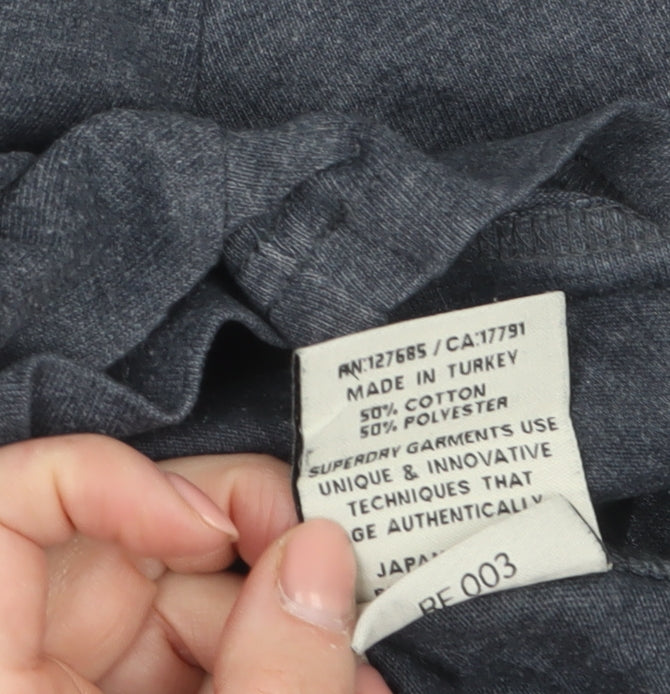 RN:127685 / CA:17791
MADE IN TURKEY
50% COTTON
50% POLYESTER
SUPERDRY GARMENTS USE
UNIQUE & INNOVATIVE
TECHNIQUES THAT
GE AUTHENTICALLY
JAPAN
RE 003